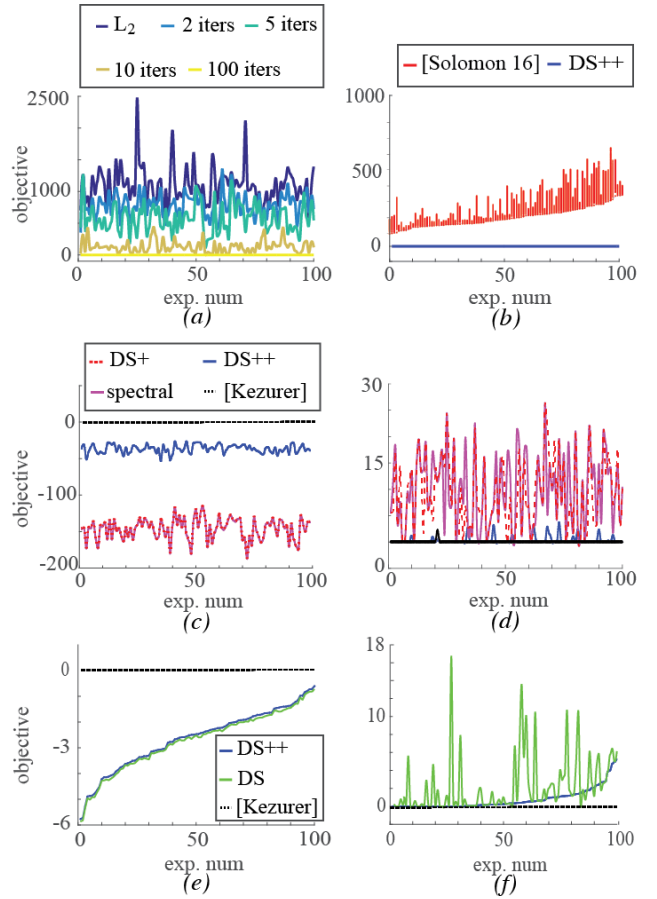 L2 2 iters 5 iters
10 iters 100 iters
[Solomon 16] DS++
2500
1000
0
objective
0 50 100
exp. num
(a)
1000
500
0
0 50 100
exp. num
(b)
DS+ DS++
spectral [Kezurer]
0
-100
-200
objective
0 50 100
exp. num
(c)
30
15
0
0 50 100
exp. num
(d)
0
-3
-6
objective
DS++
DS
[Kezurer]
0 50 100
exp. num
(e)
18
12
6
0
0 50 100
exp. num
(f)